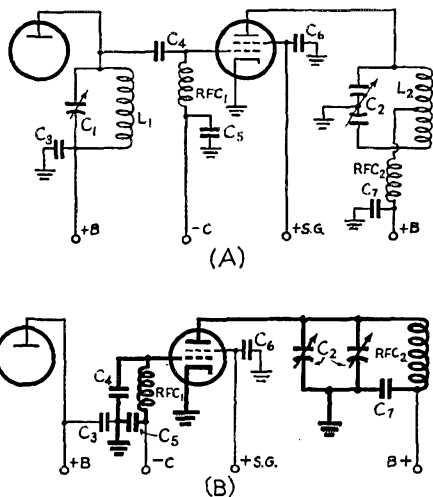 C4
C6
RFC1
C1
L1
C3
C5
L2
C2
RFC2
C7
+B
-C
+S.G.
+B
(A)
C6
C4
RFC1
C2
RFC2
C3
C5
C7
+B
-C
+S.G.
B+
(B)